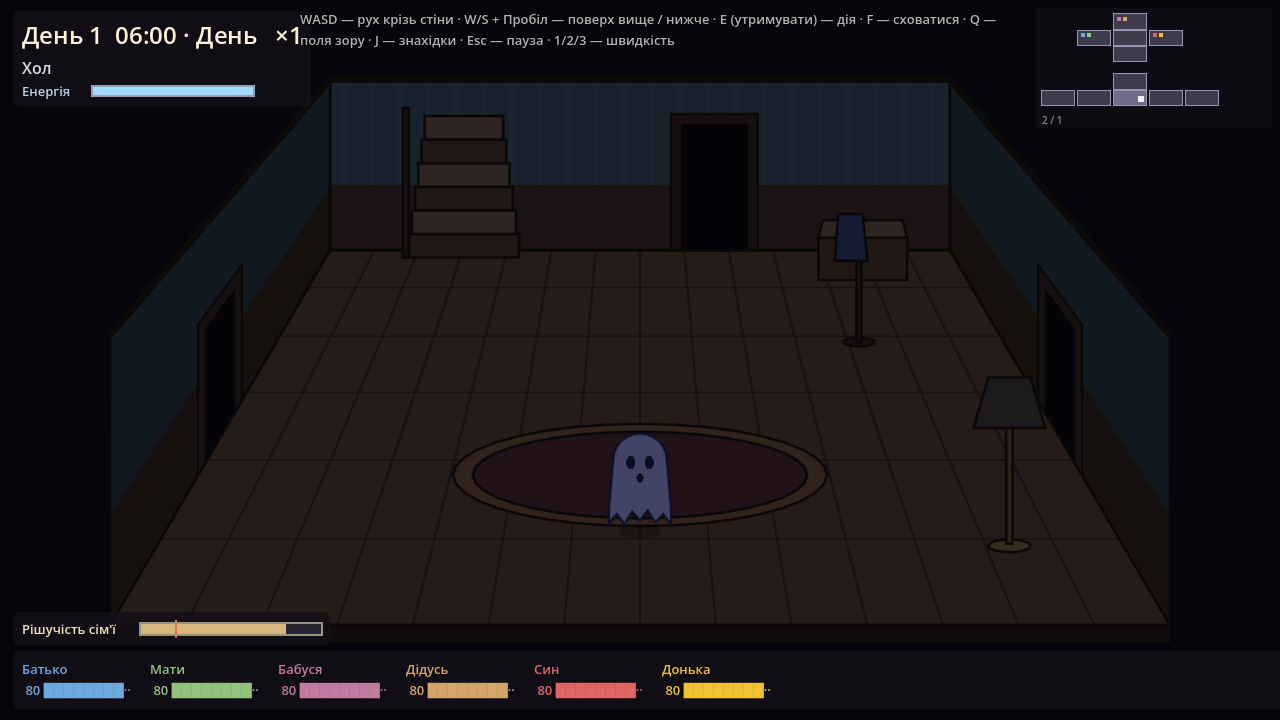 День 1  06:00 · День  ×1
Хол
Енергія
WASD — рух крізь стіни · W/S + Пробіл — поверх вище / нижче · E (утримувати) — дія · F — сховатися · Q —
поля зору · J — знахідки · Esc — пауза · 1/2/3 — швидкість
2 / 1
Рішучість сім'ї
Батько Мати Бабуся Дідусь Син Донька
80 80 80 80 80 80